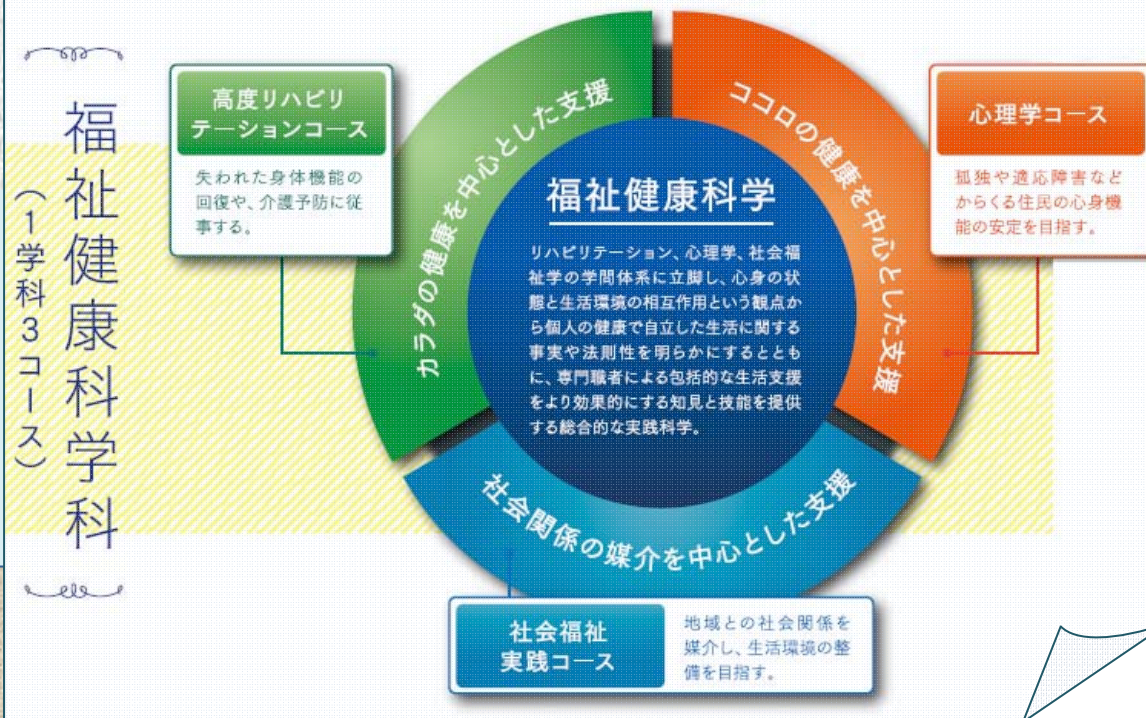 福祉健康科学科
（1学科3コース）
高度リハビリ
テーションコース
失われた身体機能の
回復や、介護予防に従
事する。
カラダの健康を中心とした支援
ココロの健康を中心とした支援
心理学コース
孤独や適応障害など
からくる住民の心身機
能の安定を目指す。
福祉健康科学
リハビリテーション、心理学、社会福
祉学の学問体系に立脚し、心身の状
態と生活環境の相互作用という観点か
ら個人の健康で自立した生活に関する
事実や法則性を明らかにするととも
に、専門職者による包括的な生活支援
をより効果的にする知見と技能を提供
する総合的な実践科学。
社会関係の媒介を中心とした支援
社会福祉
実践コース
地域との社会関係を
媒介し、生活環境の整
備を目指す。